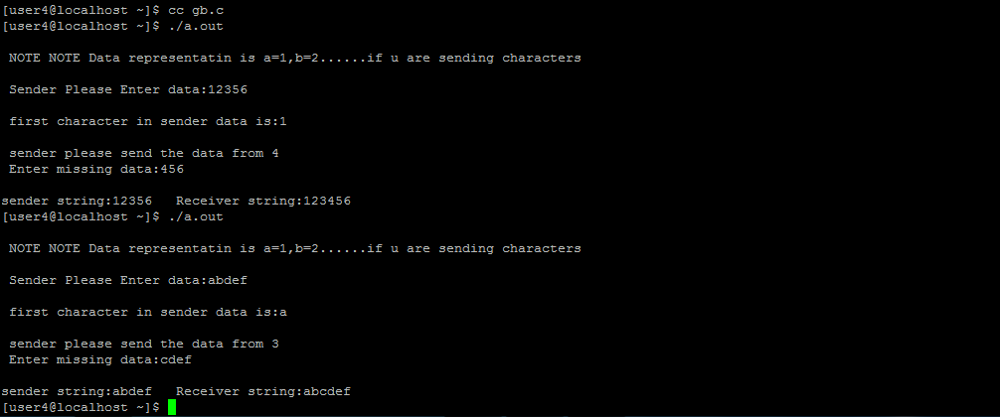 [user4@localhost ~]$ cc gb.c
[user4@localhost ~]$ ./a.out
NOTE NOTE Data representatin is a=1,b=2......if u are sending characters
Sender Please Enter data:12356
first character in sender data is:1
sender please send the data from 4
Enter missing data:456
sender string:12356   Receiver string:123456
[user4@localhost ~]$ ./a.out
NOTE NOTE Data representatin is a=1,b=2......if u are sending characters
Sender Please Enter data:abdef
first character in sender data is:a
sender please send the data from 3
Enter missing data:cdef
sender string:abdef   Receiver string:abcdef
[user4@localhost ~]$